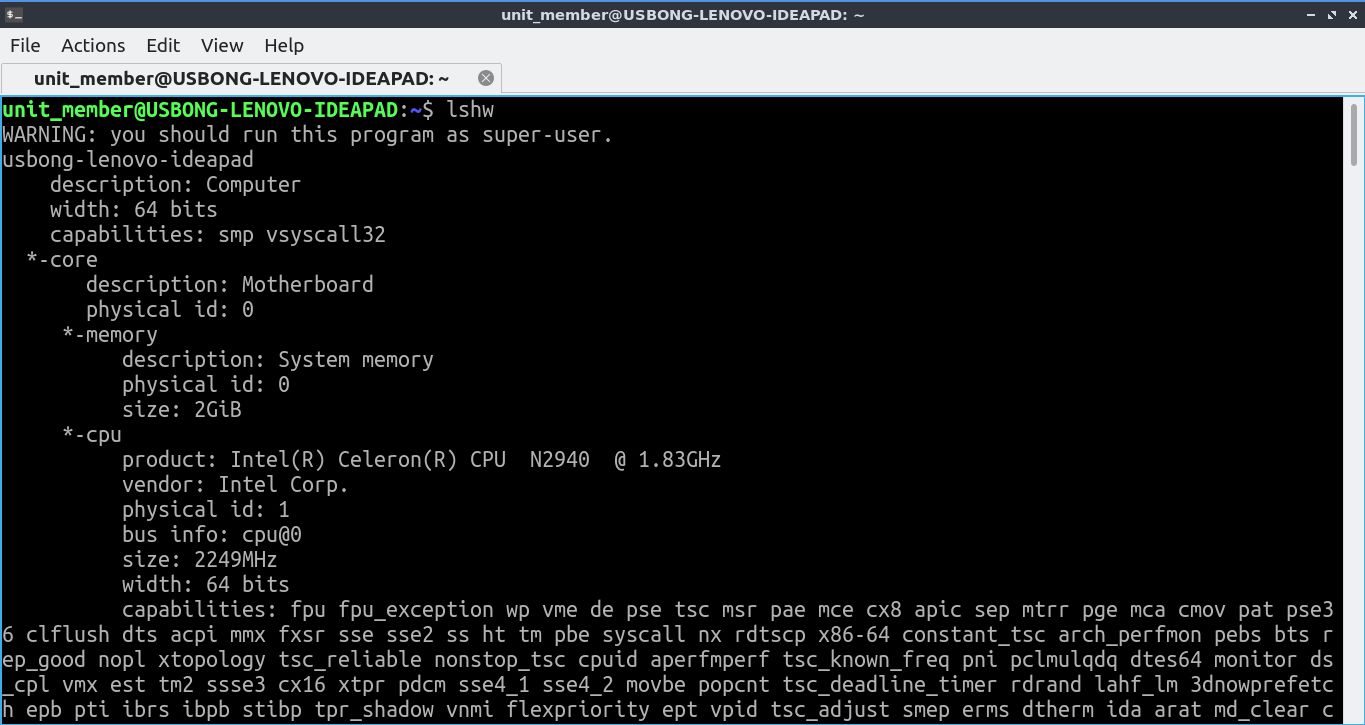 unit_member@USBONG-LENOVO-IDEAPAD: ~
File Actions Edit View Help
unit_member@USBONG-LENOVO-IDEAPAD: ~
unit_member@USBONG-LENOVO-IDEAPAD:~$ lshw
WARNING: you should run this program as super-user.
usbong-lenovo-ideapad
    description: Computer
    width: 64 bits
    capabilities: smp vsyscall32
  *-core
       description: Motherboard
       physical id: 0
     *-memory
          description: System memory
          physical id: 0
          size: 2GiB
     *-cpu
          product: Intel(R) Celeron(R) CPU  N2940  @ 1.83GHz
          vendor: Intel Corp.
          physical id: 1
          bus info: cpu@0
          size: 2249MHz
          width: 64 bits
          capabilities: fpu fpu_exception wp vme de pse tsc msr pae mce cx8 apic sep mtrr pge mca cmov pat pse3
6 clflush dts acpi mmx fxsr sse sse2 ss ht tm pbe syscall nx rdtscp x86-64 constant_tsc arch_perfmon pebs bts r
ep_good nopl xtopology tsc_reliable nonstop_tsc cpuid aperfmperf tsc_known_freq pni pclmulqdq dtes64 monitor ds
_cpl vmx est tm2 ssse3 cx16 xtpr pdcm sse4_1 sse4_2 movbe popcnt tsc_deadline_timer rdrand lahf_lm 3dnowprefetc
h epb pti ibrs ibpb stibp tpr_shadow vnmi flexpriority ept vpid tsc_adjust smep erms dtherm ida arat md_clear c